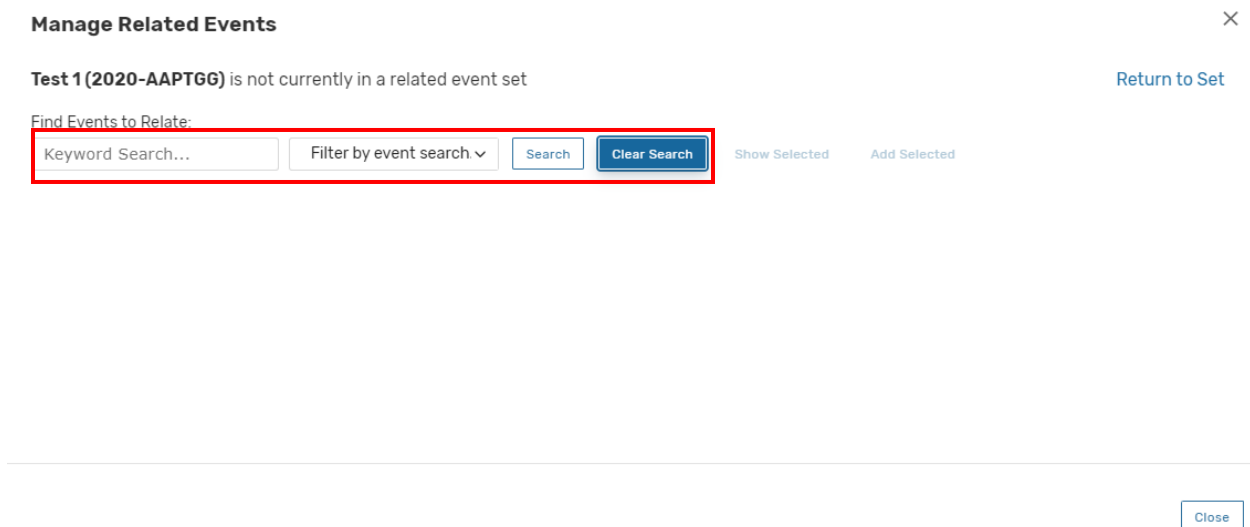 Manage Related Events
Test 1 (2020-AAPTGG) is not currently in a related event set
Return to Set
Find Events to Relate:
Keyword Search...
Filter by event search
Search
Clear Search
Show Selected
Add Selected
Close